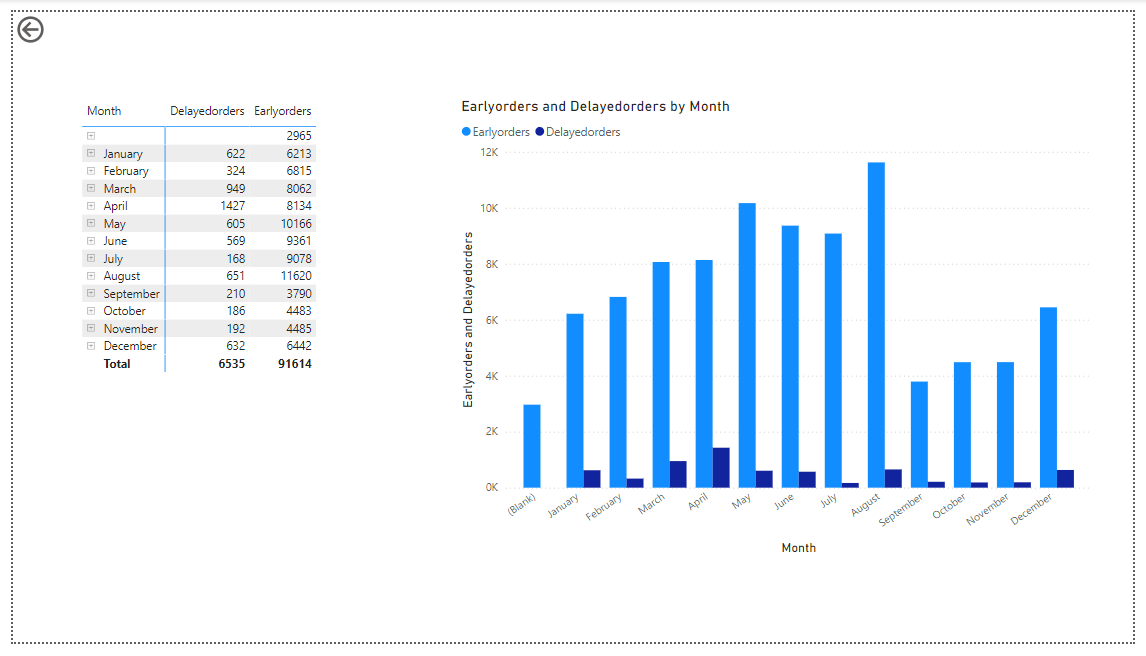 Month Delayedorders Earlyorders
2965
January 622 6213
February 324 6815
March 949 8062
April 1427 8134
May 605 10166
June 569 9361
July 168 9078
August 651 11620
September 210 3790
October 186 4483
November 192 4485
December 632 6442
Total 6535 91614
Earlyorders and Delayedorders by Month
Earlyorders Delayedorders
12K
10K
8K
6K
4K
2K
0K
Earlyorders and Delayedorders
(Blank) January February March April May June July August September October November December
Month